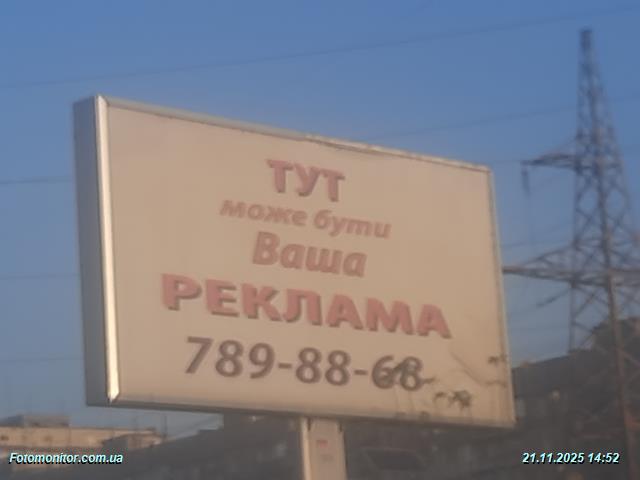 ТУТ
може бути
Ваша
РЕКЛАМА
789-88-68
Fotomonitor.com.ua
21.11.2025 14:52